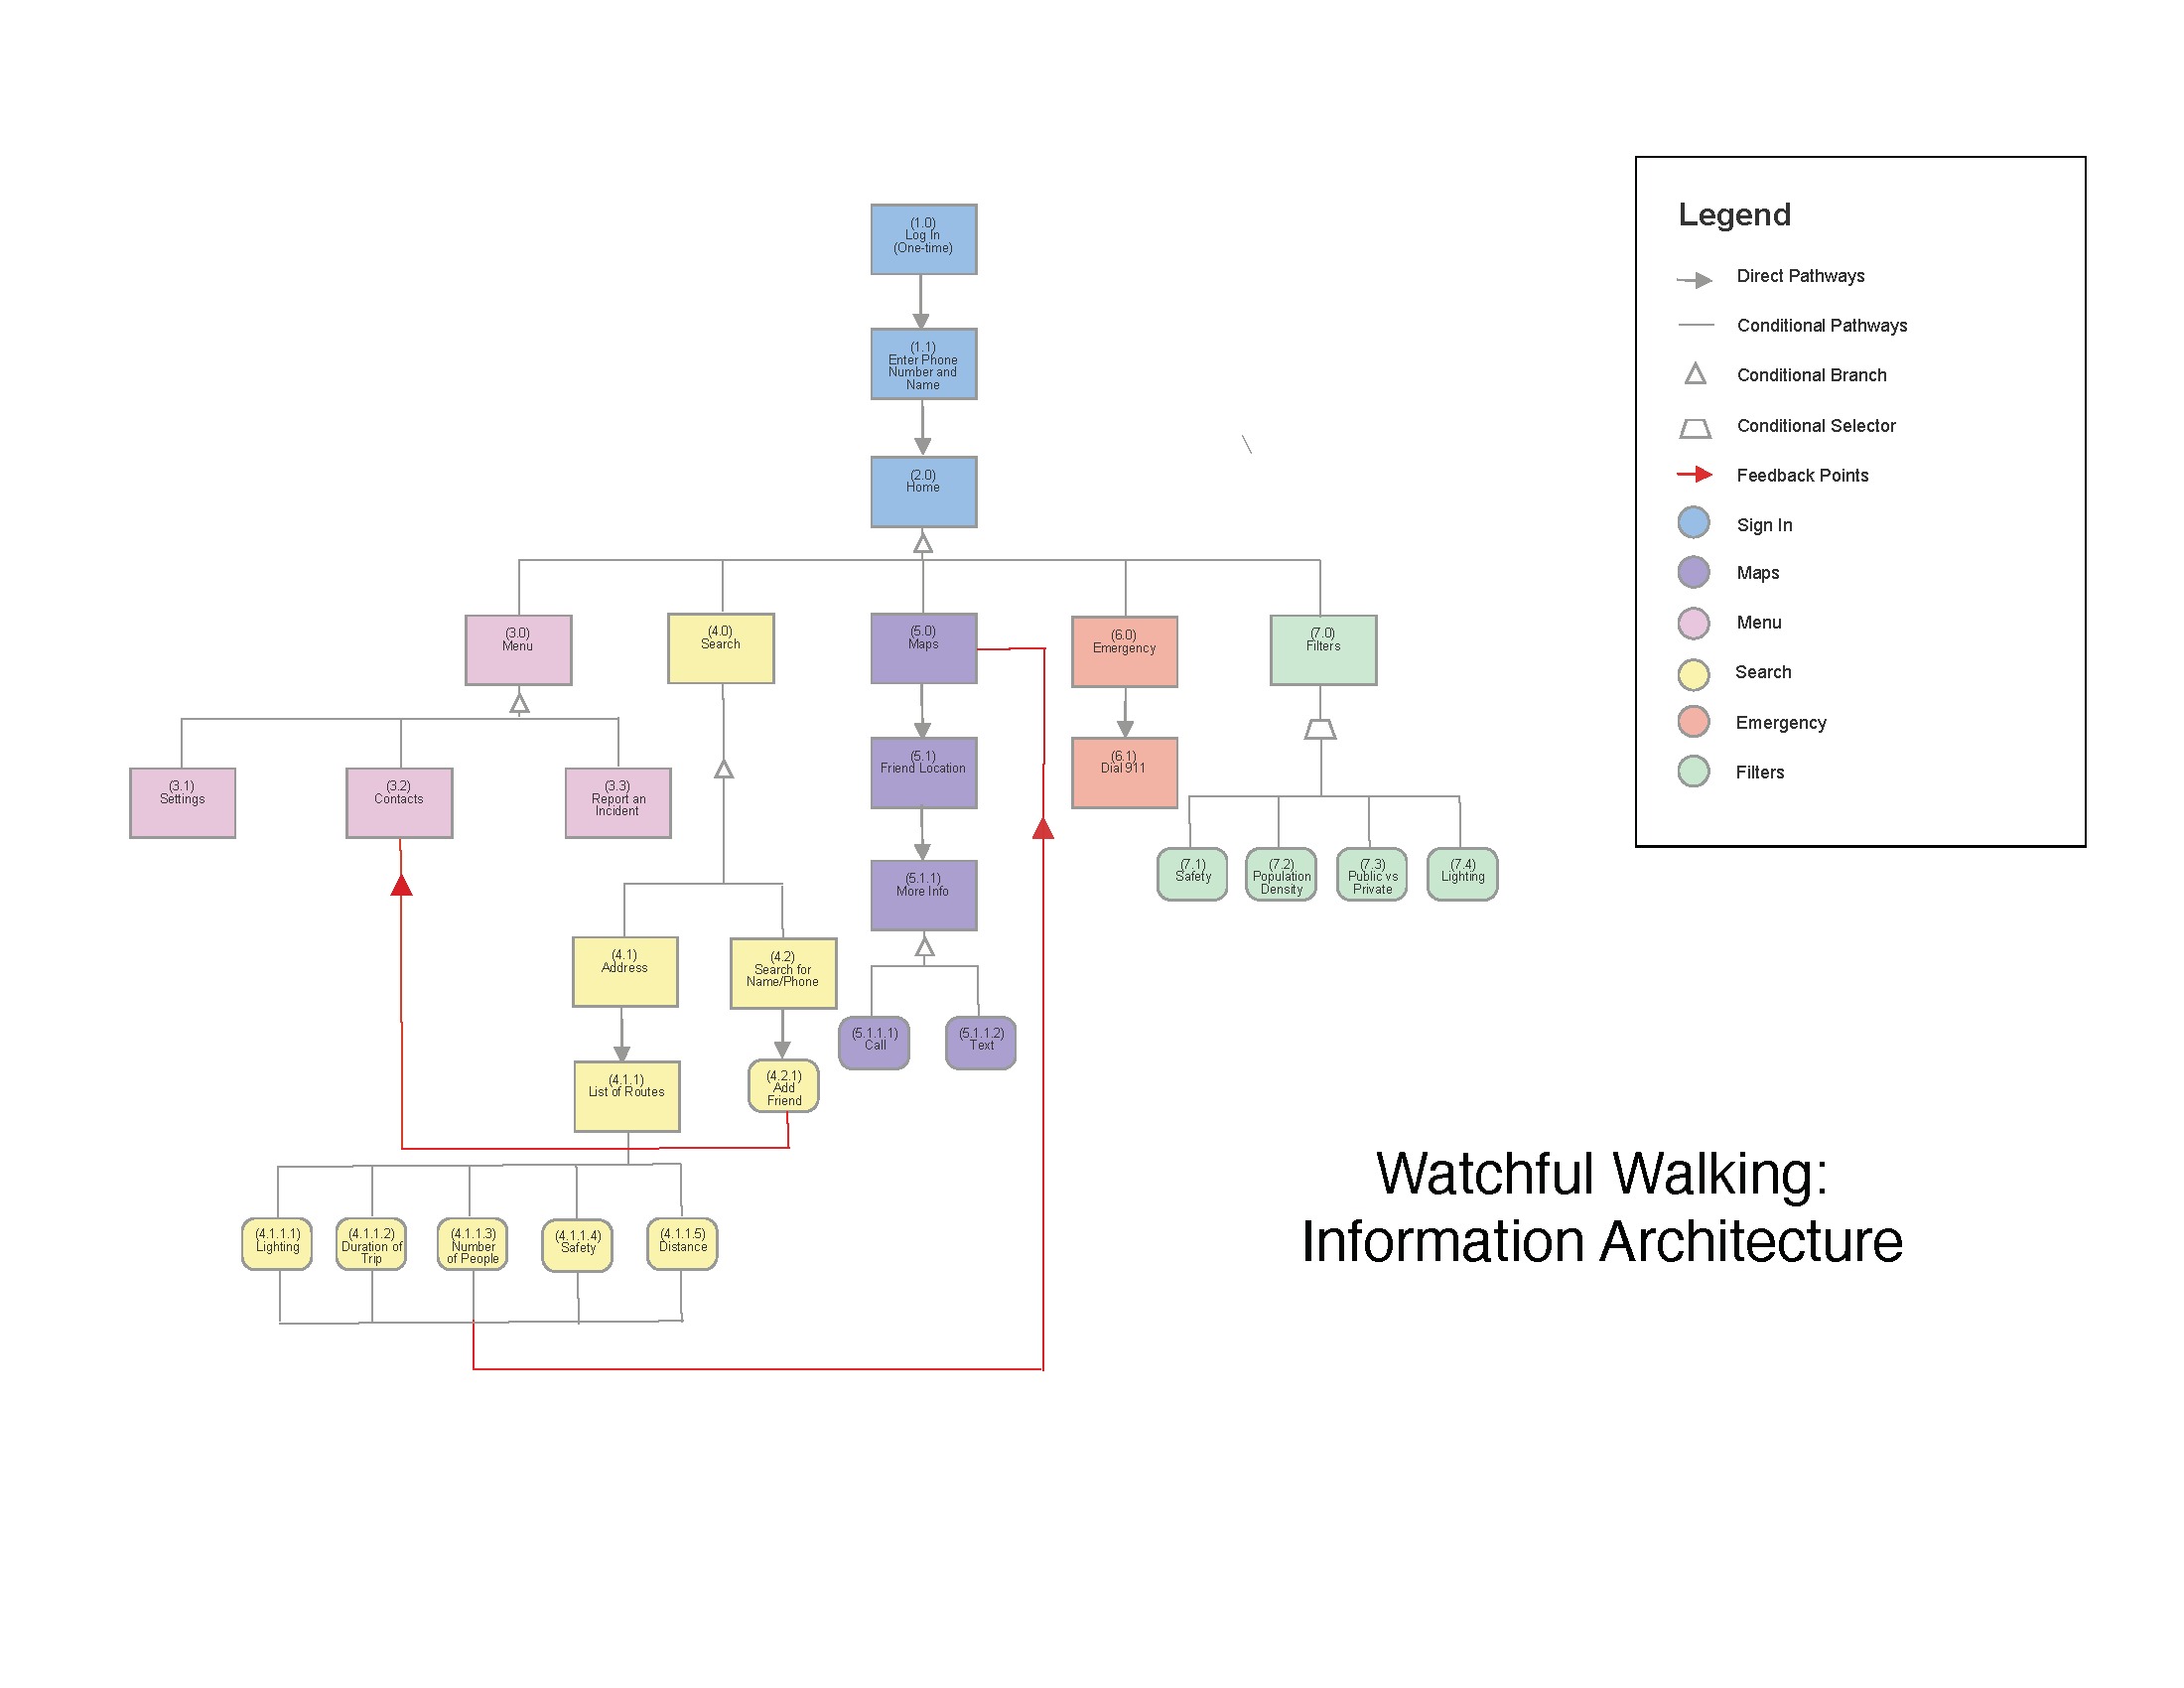 (1.0)
Log In
(One-time)
(1.1)
Enter Phone
Number and
Name
(2.0)
Home
(3.0)
Menu
(4.0)
Search
(5.0)
Maps
(6.0)
Emergency
(7.0)
Filters
(3.1)
Settings
(3.2)
Contacts
(3.3)
Report an
Incident
(5.1)
Friend Location
(6.1)
Dial 911
(5.1.1)
More Info
(7.1)
Safety
(7.2)
Population
Density
(7.3)
Public vs
Private
(7.4)
Lighting
(4.1)
Address
(4.2)
Search for
Name/Phone
(5.1.1.1)
Call
(5.1.1.2)
Text
(4.1.1)
List of Routes
(4.2.1)
Add
Friend
(4.1.1.1)
Lighting
(4.1.1.2)
Duration of
Trip
(4.1.1.3)
Number
of People
(4.1.1.4)
Safety
(4.1.1.5)
Distance
Legend
Direct Pathways
Conditional Pathways
Conditional Branch
Conditional Selector
Feedback Points
Sign In
Maps
Menu
Search
Emergency
Filters
Watchful Walking:
Information Architecture